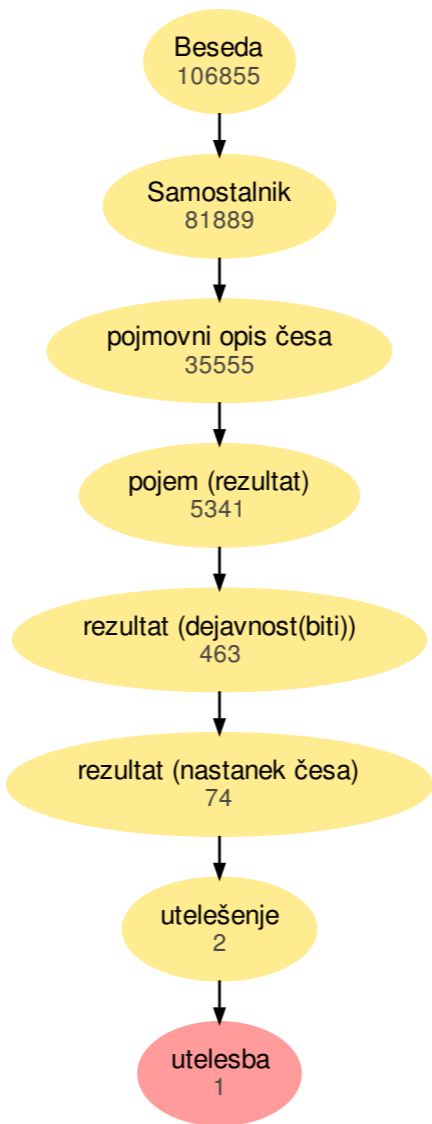 Beseda
106855
Samostalnik
81889
pojmovni opis česa
35555
pojem (rezultat)
5341
rezultat (dejavnost(biti))
463
rezultat (nastanek česa)
74
utelešenje
2
utelesba
1